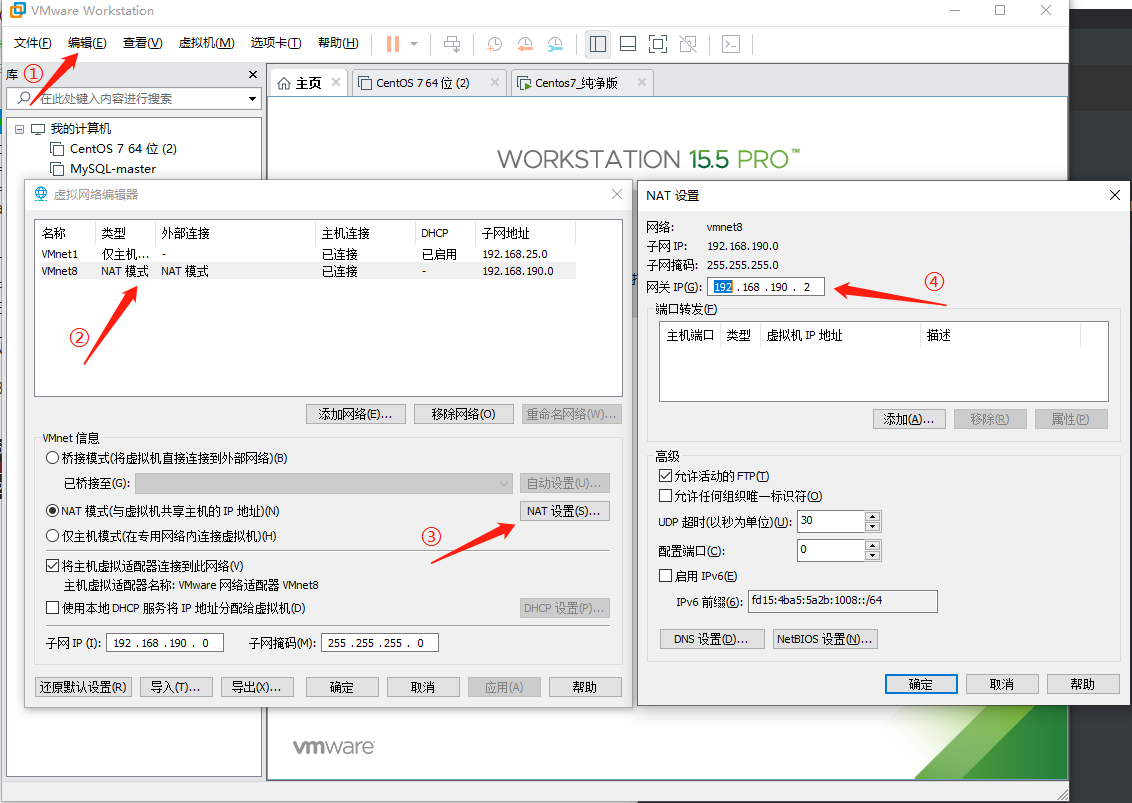 VMware Workstation
文件(F) 编辑(E) 查看(V) 虚拟机(M) 选项卡(T) 帮助(H)
库 ①
在此处键入内容进行搜索
主页 CentOS 7 64 位 (2) Centos7_纯净版
我的计算机
CentOS 7 64 位 (2)
MySQL-master
WORKSTATION 15.5 PRO™
虚拟网络编辑器
名称 类型 外部连接 主机连接 DHCP 子网地址
VMnet1 仅主机... - 已连接 已启用 192.168.25.0
VMnet8 NAT 模式 NAT 模式 已连接 - 192.168.190.0
②
添加网络(E)... 移除网络(O) 重命名网络(W)...
VMnet 信息
桥接模式(将虚拟机直接连接到外部网络)(B)
已桥接至(G): 自动设置(U)...
NAT 模式(与虚拟机共享主机的 IP 地址)(N) NAT 设置(S)...
仅主机模式(在专用网络内连接虚拟机)(H)
③
将主机虚拟适配器连接到此网络(V)
主机虚拟适配器名称: VMware 网络适配器 VMnet8
使用本地 DHCP 服务将 IP 地址分配给虚拟机(D) DHCP 设置(P)...
子网 IP (I): 192 . 168 . 190 . 0 子网掩码(M): 255 . 255 . 255 . 0
还原默认设置(R) 导入(T)... 导出(X)... 确定 取消 应用(A) 帮助
NAT 设置
网络: vmnet8
子网 IP: 192.168.190.0
子网掩码: 255.255.255.0
网关 IP(G): 192 . 168 . 190 . 2
④
端口转发(F)
主机端口 类型 虚拟机 IP 地址 描述
添加(A)... 移除(R) 属性(P)
高级
允许活动的 FTP(T)
允许任何组织唯一标识符(O)
UDP 超时(以秒为单位)(U): 30
配置端口(C): 0
启用 IPv6(E)
IPv6 前缀(6): fd15:4ba5:5a2b:1008::/64
DNS 设置(D)... NetBIOS 设置(N)...
确定 取消 帮助
vmware